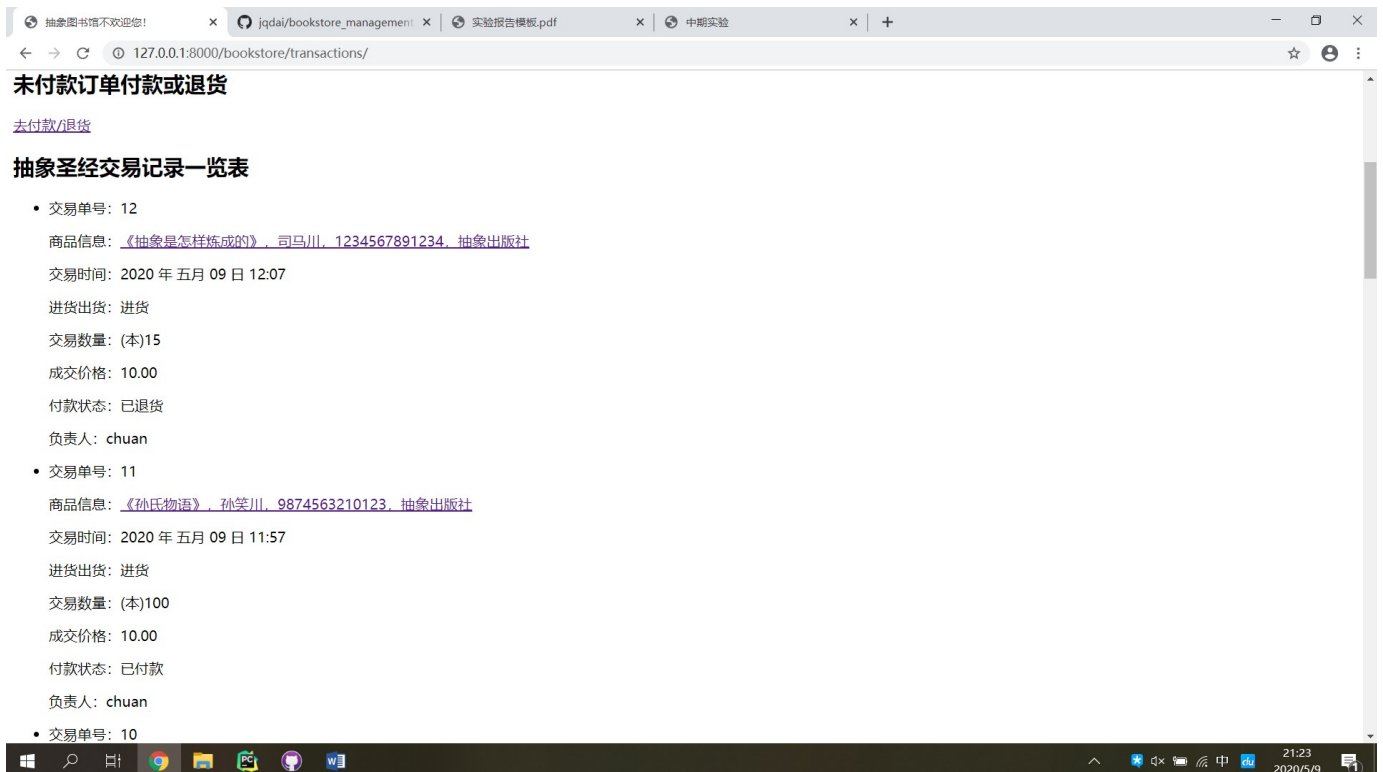 抽象图书馆不欢迎您!
jqdai/bookstore_management
实验报告模板.pdf
中期实验
127.0.0.1:8000/bookstore/transactions/
未付款订单付款或退货
去付款/退货
抽象圣经交易记录一览表
交易单号：12
商品信息：《抽象是怎样炼成的》，司马川，1234567891234，抽象出版社
交易时间：2020 年 五月 09 日 12:07
进货出货：进货
交易数量：(本)15
成交价格：10.00
付款状态：已退货
负责人：chuan
交易单号：11
商品信息：《孙氏物语》，孙笑川，9874563210123，抽象出版社
交易时间：2020 年 五月 09 日 11:57
进货出货：进货
交易数量：(本)100
成交价格：10.00
付款状态：已付款
负责人：chuan
交易单号：10
PC
W
中
du
21:23
2020/5/9
1